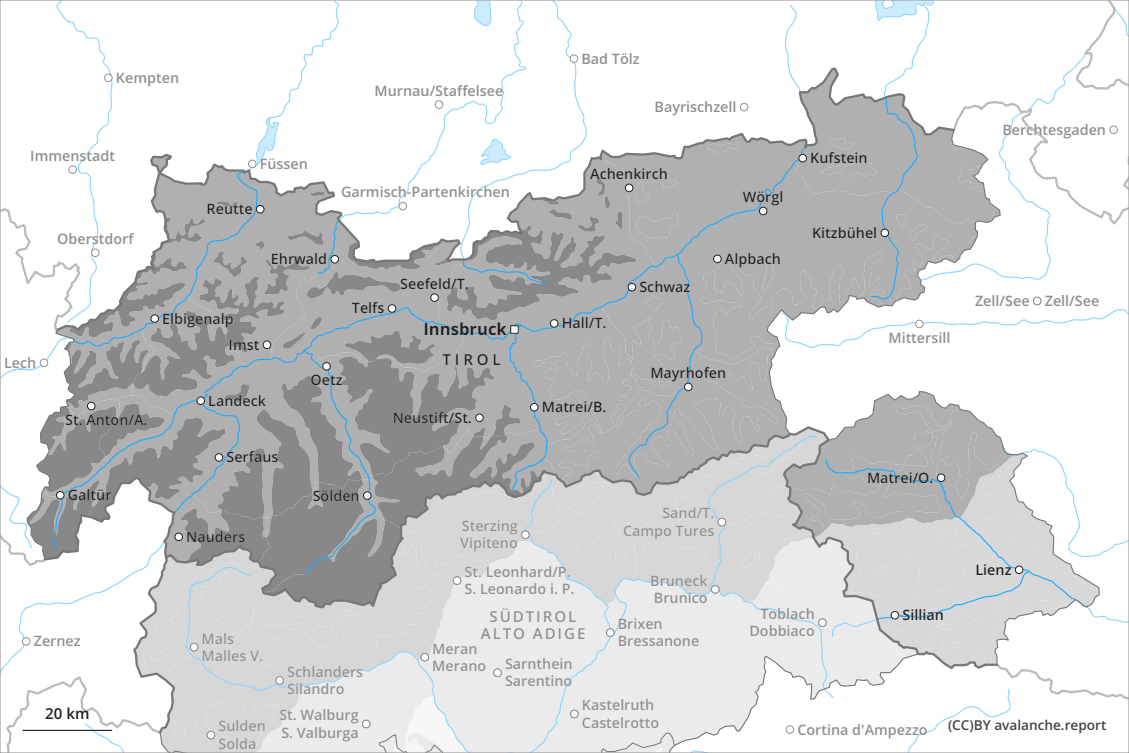 Kempten
Bad Tölz
Murnau/Staffelsee
Bayrischzell
Berchtesgaden
Immenstadt
Füssen
Kufstein
Achenkirch
Garmisch-Partenkirchen
Wörgl
Reutte
Kitzbühel
Oberstdorf
Ehrwald
Alpbach
Seefeld/T.
Schwaz
Zell/See
Zell/See
Telfs
Elbigenalp
Innsbruck
Hall/T.
Mittersill
Imst
TIROL
Lech
Oetz
Mayrhofen
Landeck
Matrei/B.
St. Anton/A.
Neustift/St.
Serfaus
Matrei/O.
Galtür
Sölden
Sand/T.
Campo Tures
Sterzing
Vipiteno
Nauders
Lienz
St. Leonhard/P.
S. Leonardo i. P.
Bruneck
Brunico
SÜDTIROL
ALTO ADIGE
Toblach
Dobbiaco
Sillian
Brixen
Bressanone
Zernez
Mals
Malles V.
Meran
Merano
Sarnthein
Sarentino
Schlanders
Silandro
Kastelruth
Castelrotto
St. Walburg
S. Valburga
20 km
Sulden
Solda
Cortina d'Ampezzo
(CC)BY avalanche.report